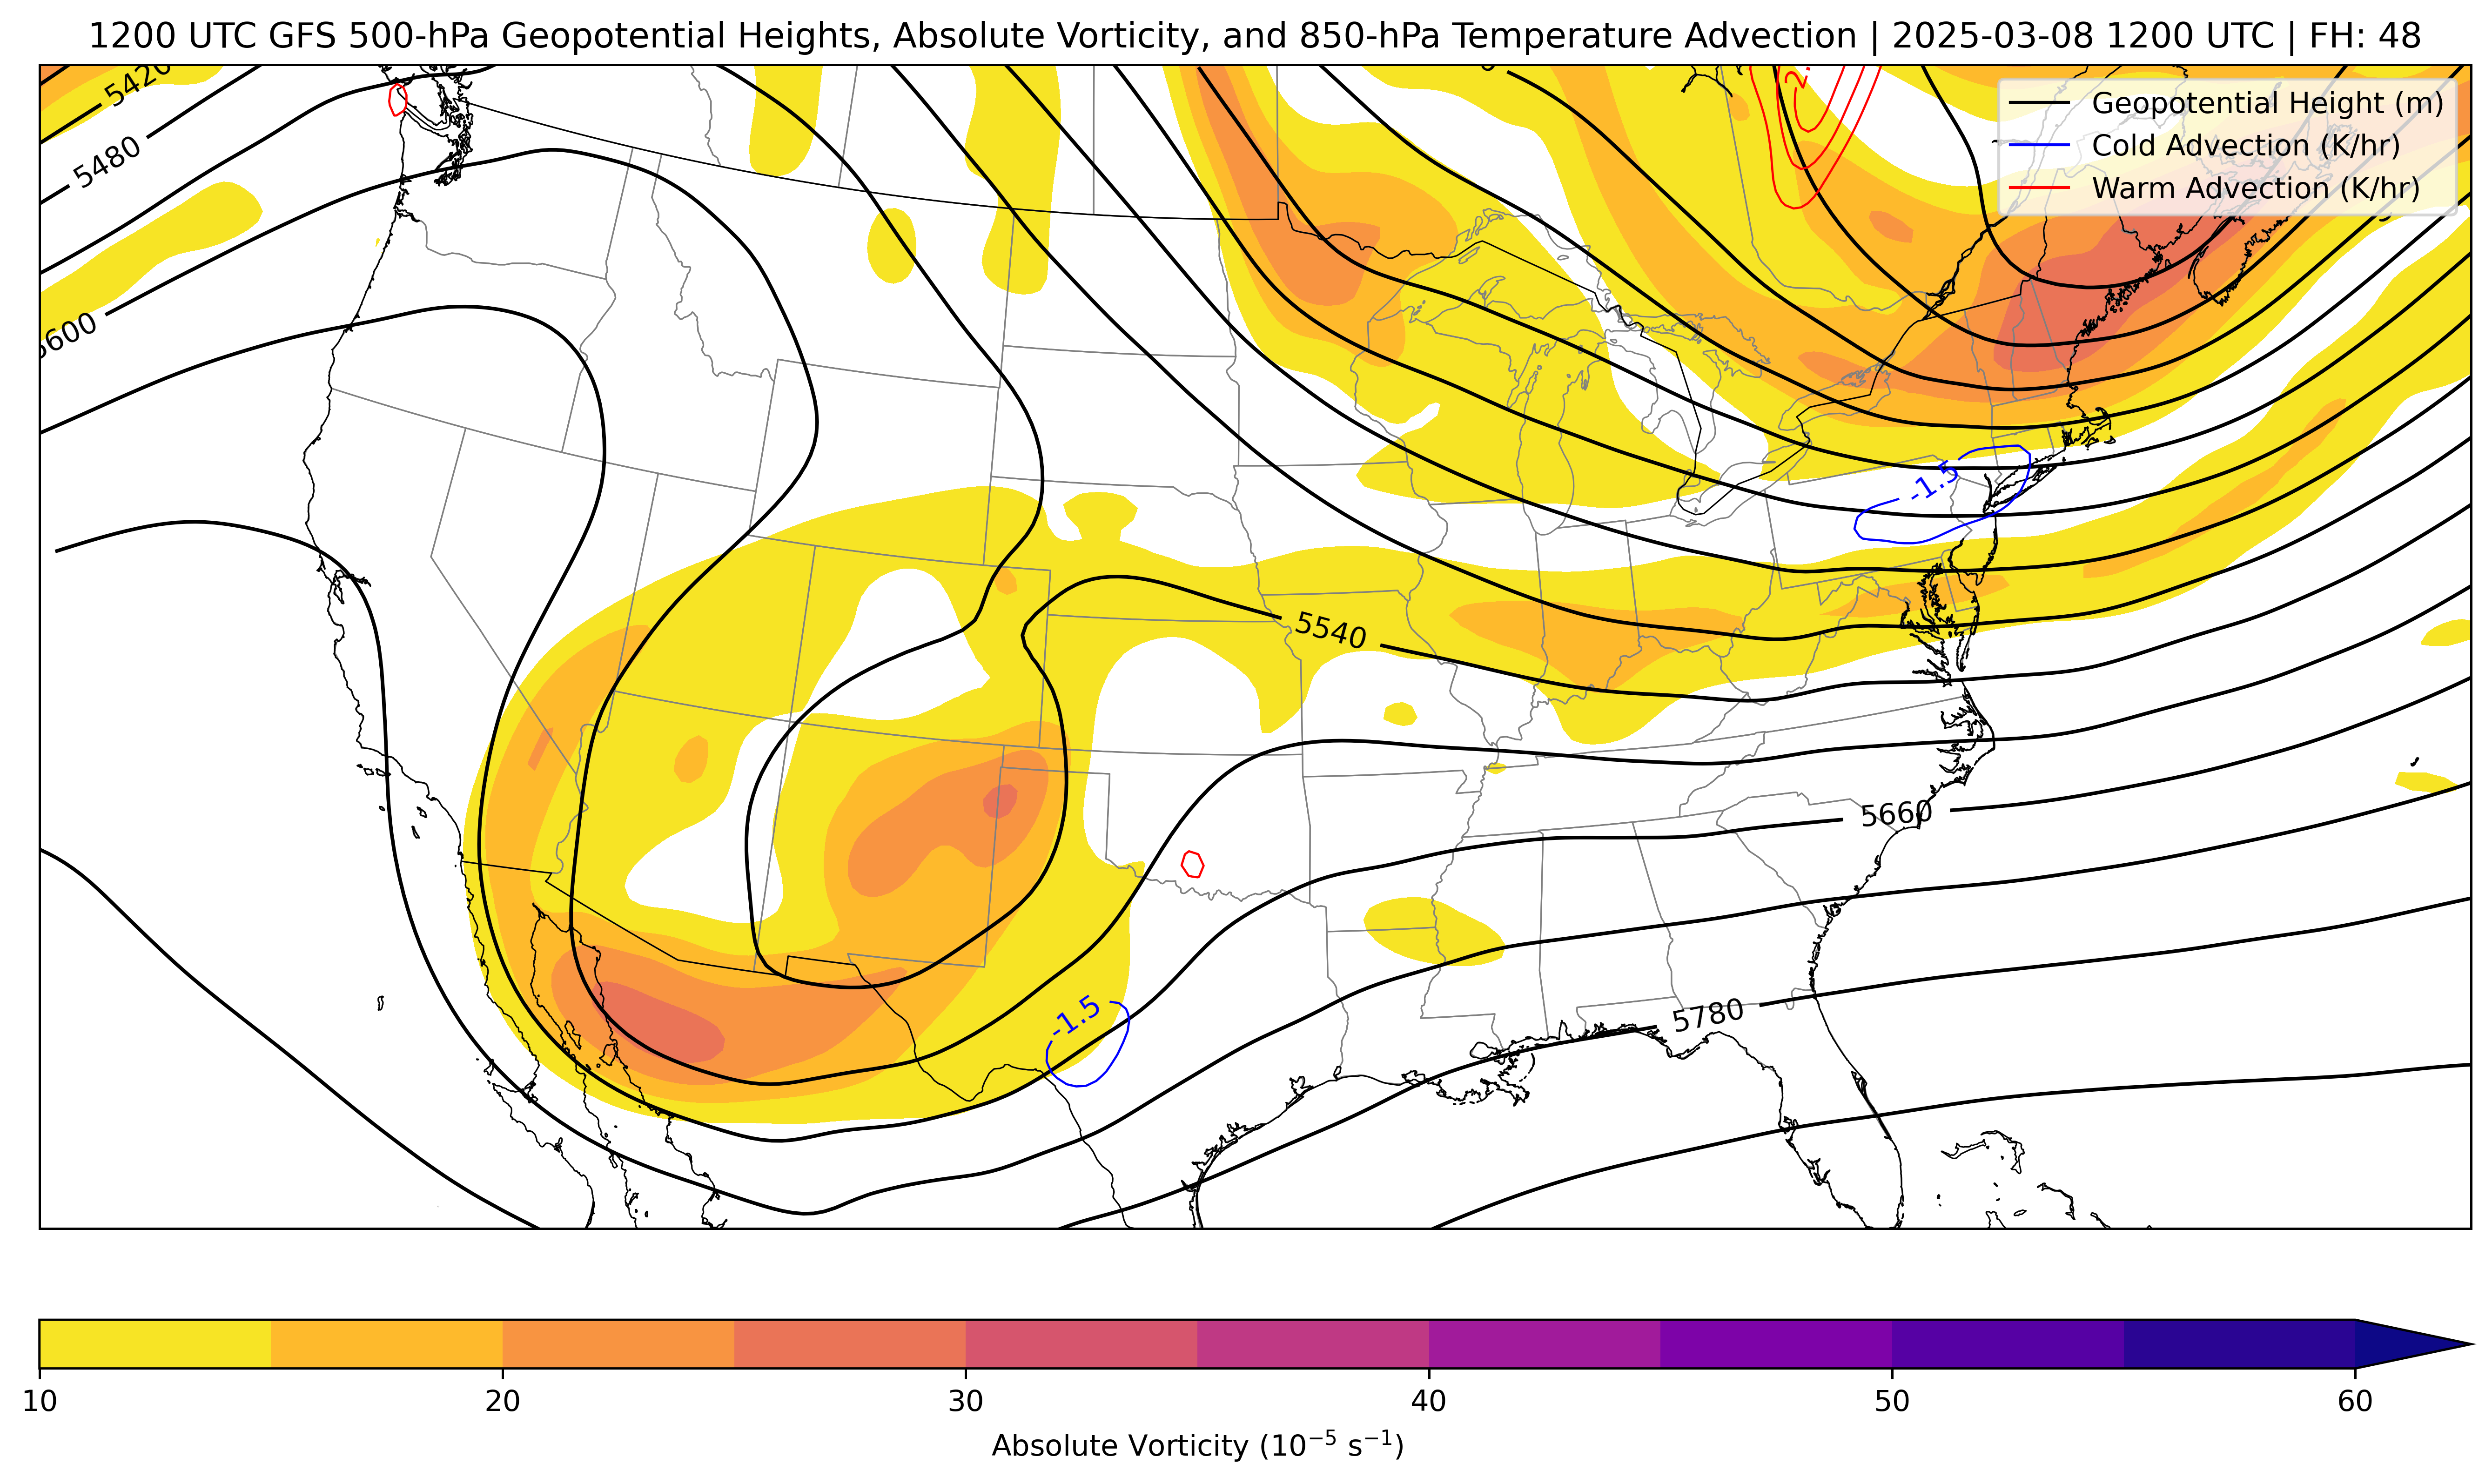 1200 UTC GFS 500-hPa Geopotential Heights, Absolute Vorticity, and 850-hPa Temperature Advection | 2025-03-08 1200 UTC | FH: 48
5420
Geopotential Height (m)
Cold Advection (K/hr)
Warm Advection (K/hr)
5480
5600
-1.5
5540
5660
-1.5
5780
10 20 30 40 50 60
Absolute Vorticity (10⁻⁵ s⁻¹)